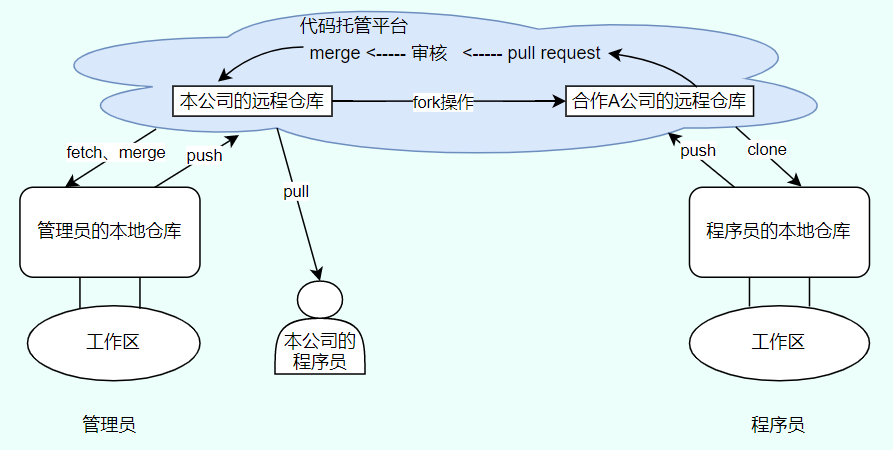 代码托管平台
merge <----- 审核 <----- pull request
本公司的远程仓库
fork操作
合作A公司的远程仓库
fetch、merge
push
pull
push
clone
管理员的本地仓库
程序员的本地仓库
工作区
本公司的
程序员
工作区
管理员
程序员